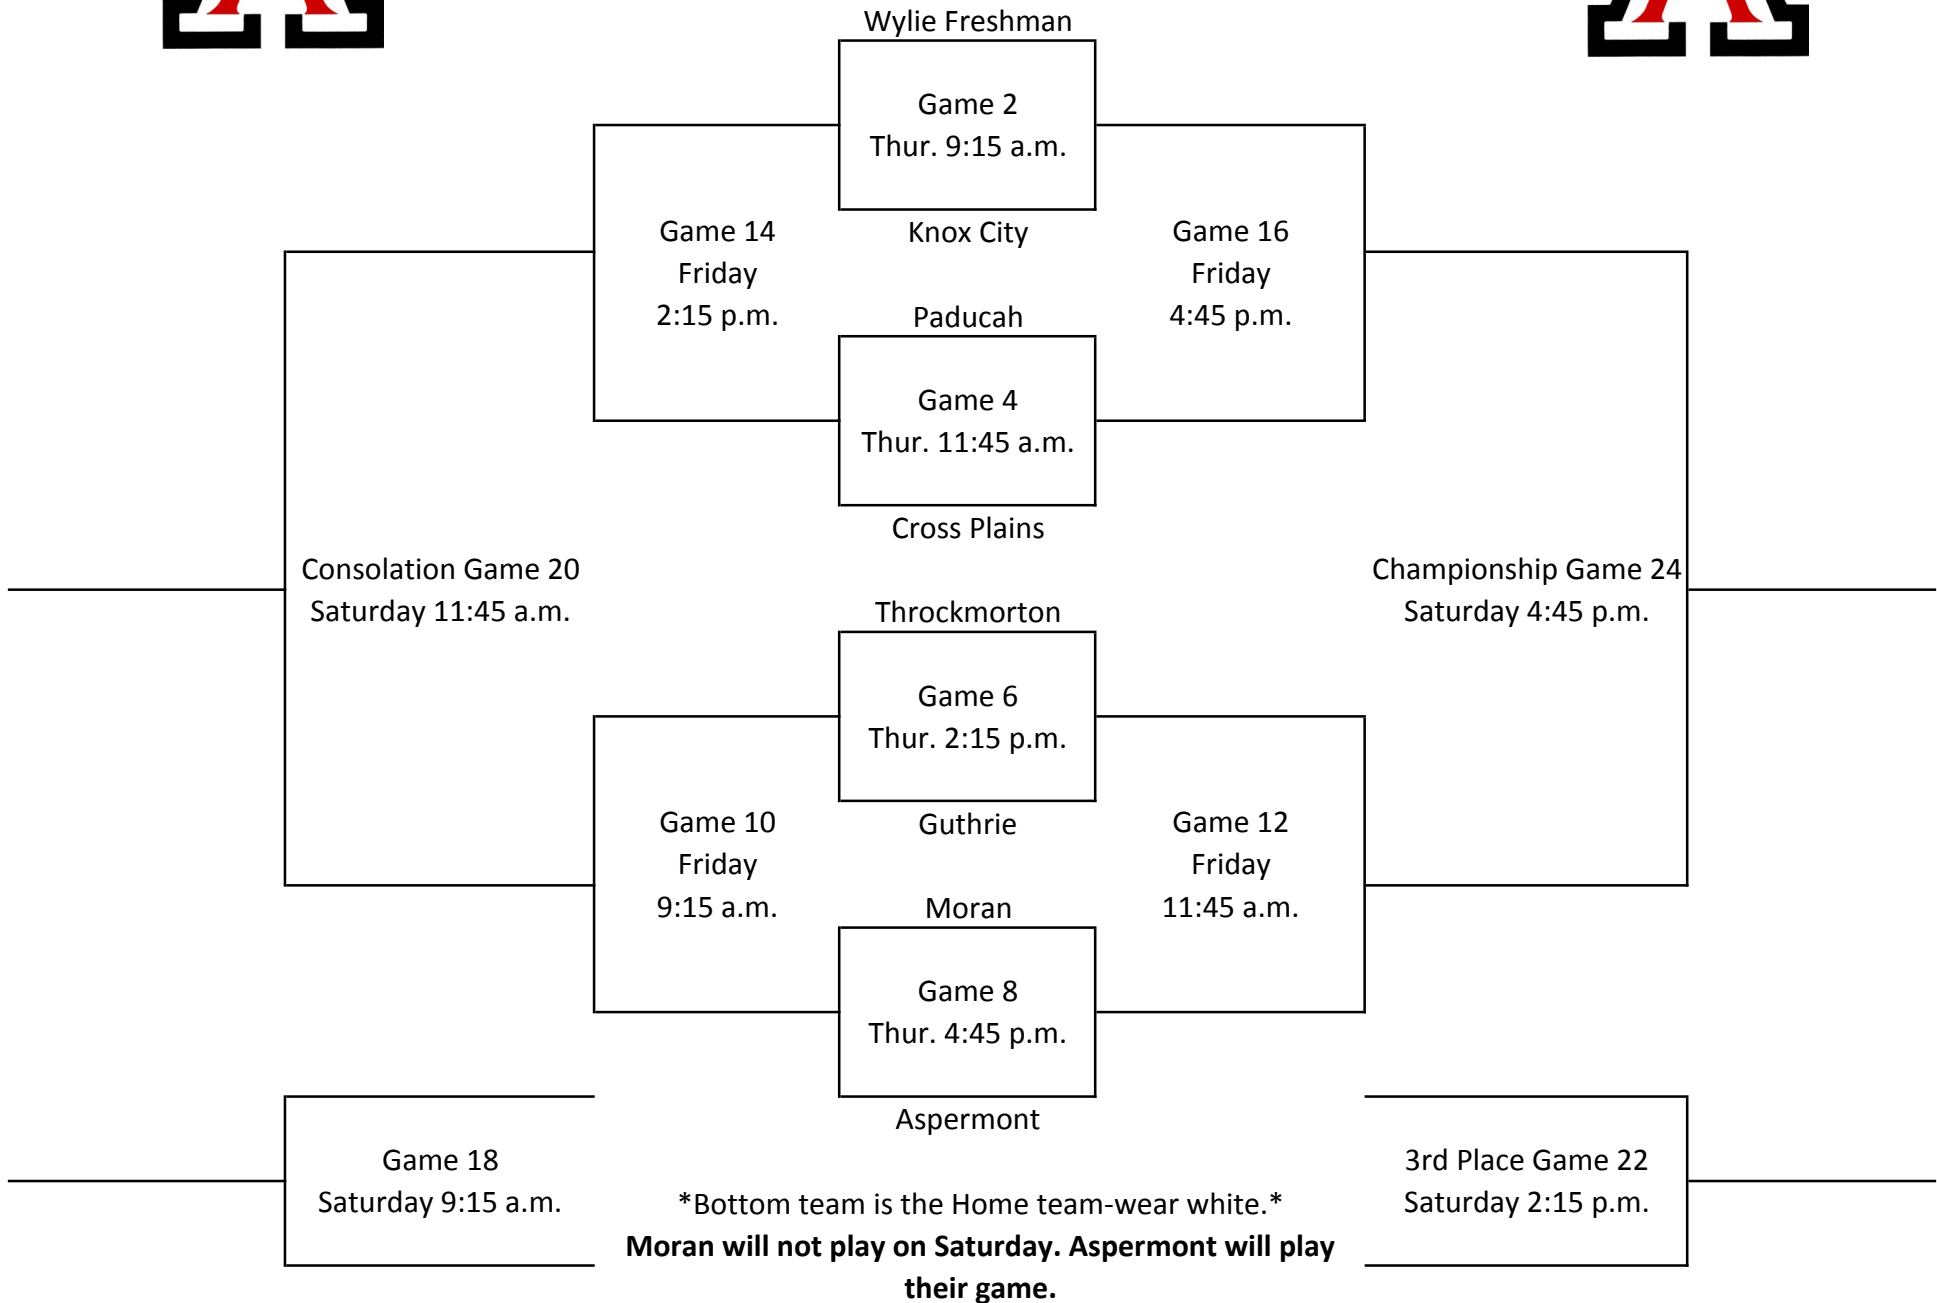 Wylie Freshman
Game 2
Thur. 9:15 a.m.
Knox City
Game 14
Friday
2:15 p.m.
Game 16
Friday
4:45 p.m.
Paducah
Game 4
Thur. 11:45 a.m.
Cross Plains
Consolation Game 20
Saturday 11:45 a.m.
Championship Game 24
Saturday 4:45 p.m.
Throckmorton
Game 6
Thur. 2:15 p.m.
Guthrie
Game 10
Friday
9:15 a.m.
Game 12
Friday
11:45 a.m.
Moran
Game 8
Thur. 4:45 p.m.
Aspermont
Game 18
Saturday 9:15 a.m.
3rd Place Game 22
Saturday 2:15 p.m.
*Bottom team is the Home team-wear white.*
Moran will not play on Saturday. Aspermont will play
their game.